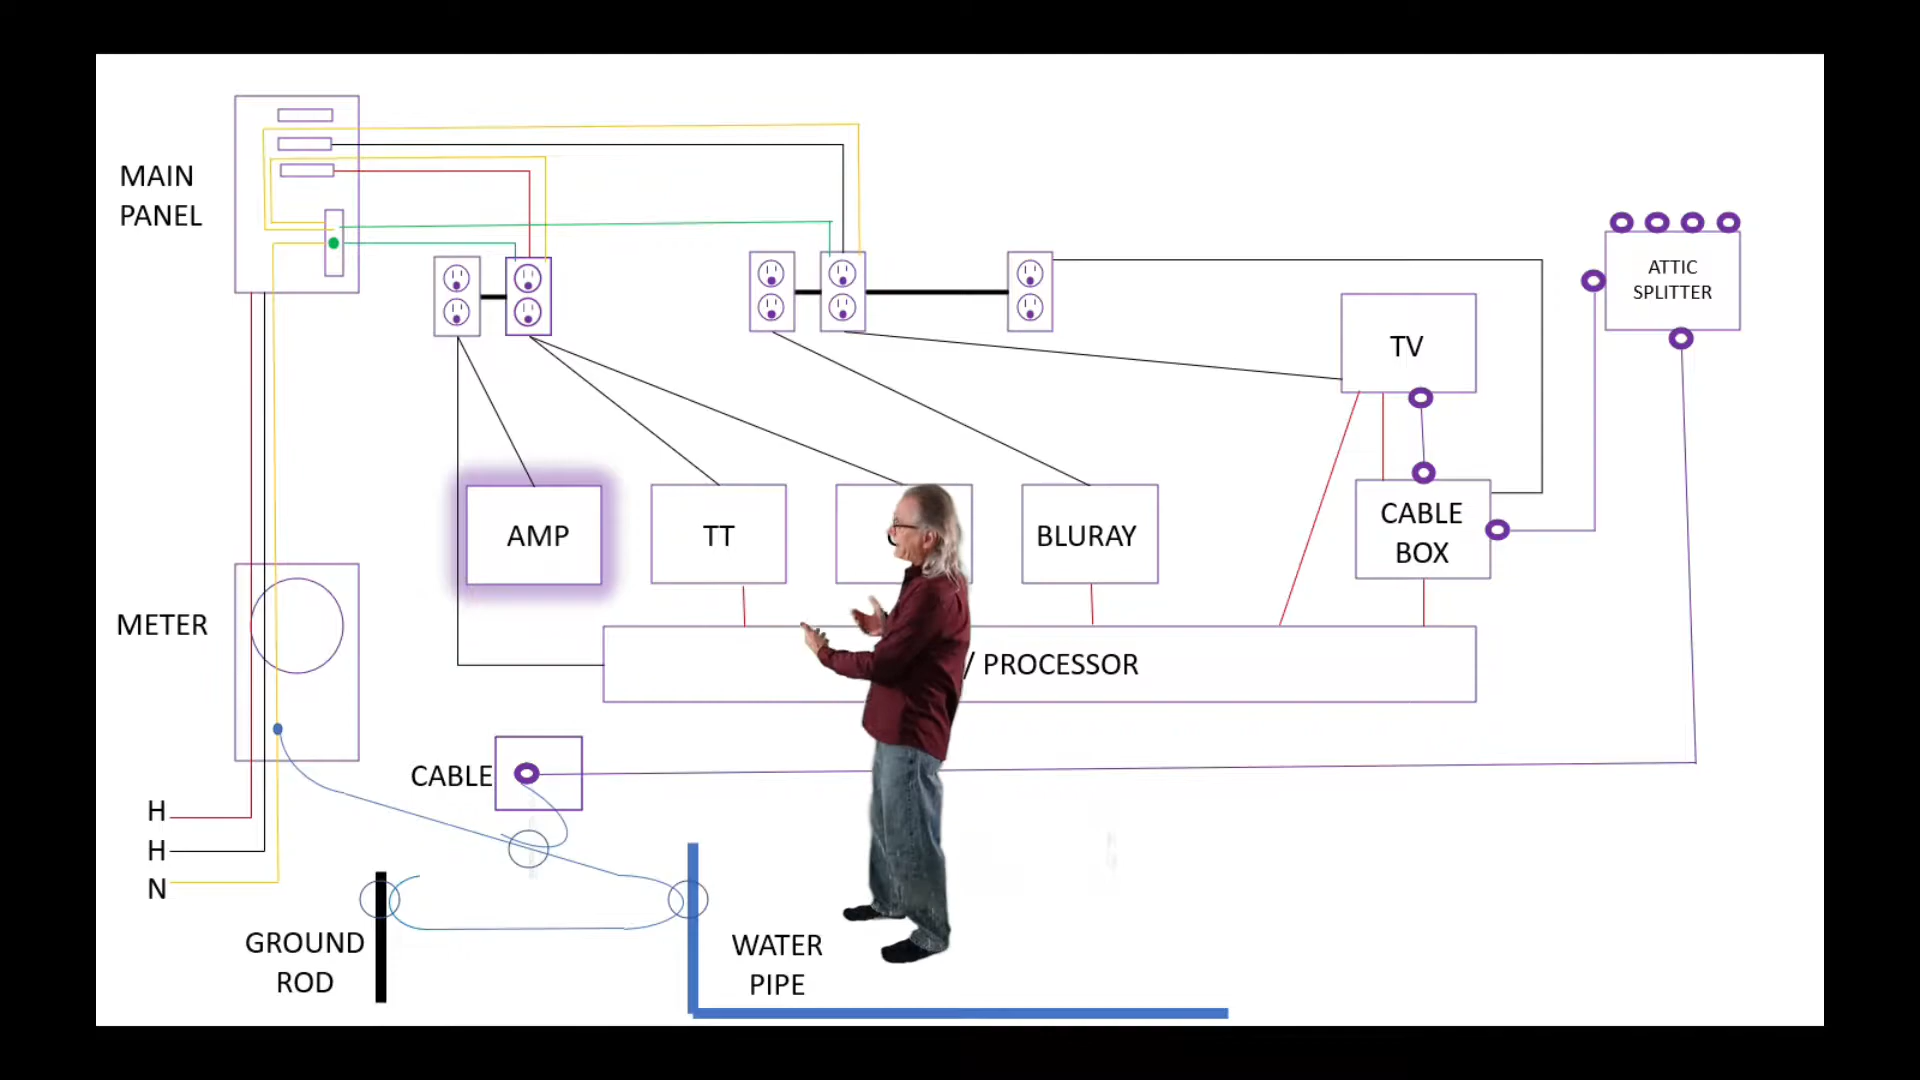 MAIN
PANEL
ATTIC
SPLITTER
TV
AMP
TT
BLURAY
CABLE
BOX
METER
/ PROCESSOR
CABLE
H
H
N
GROUND
ROD
WATER
PIPE